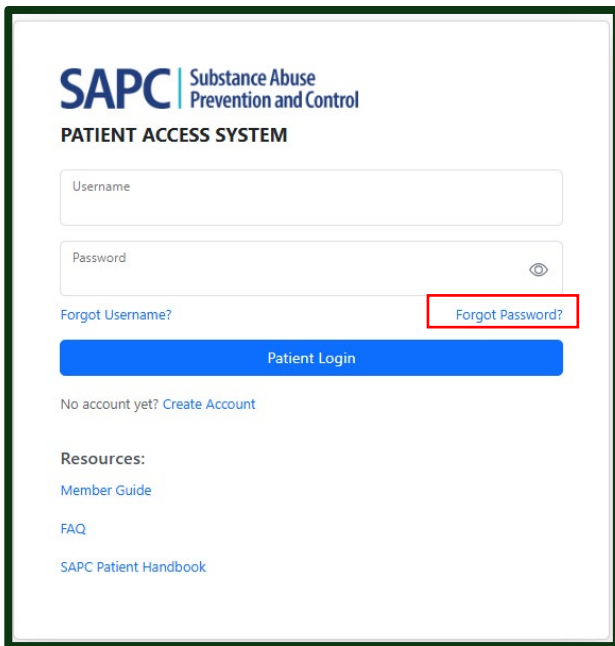 SAPC Substance Abuse
Prevention and Control
PATIENT ACCESS SYSTEM
Username
Password
Forgot Username? Forgot Password?
Patient Login
No account yet? Create Account
Resources:
Member Guide
FAQ
SAPC Patient Handbook